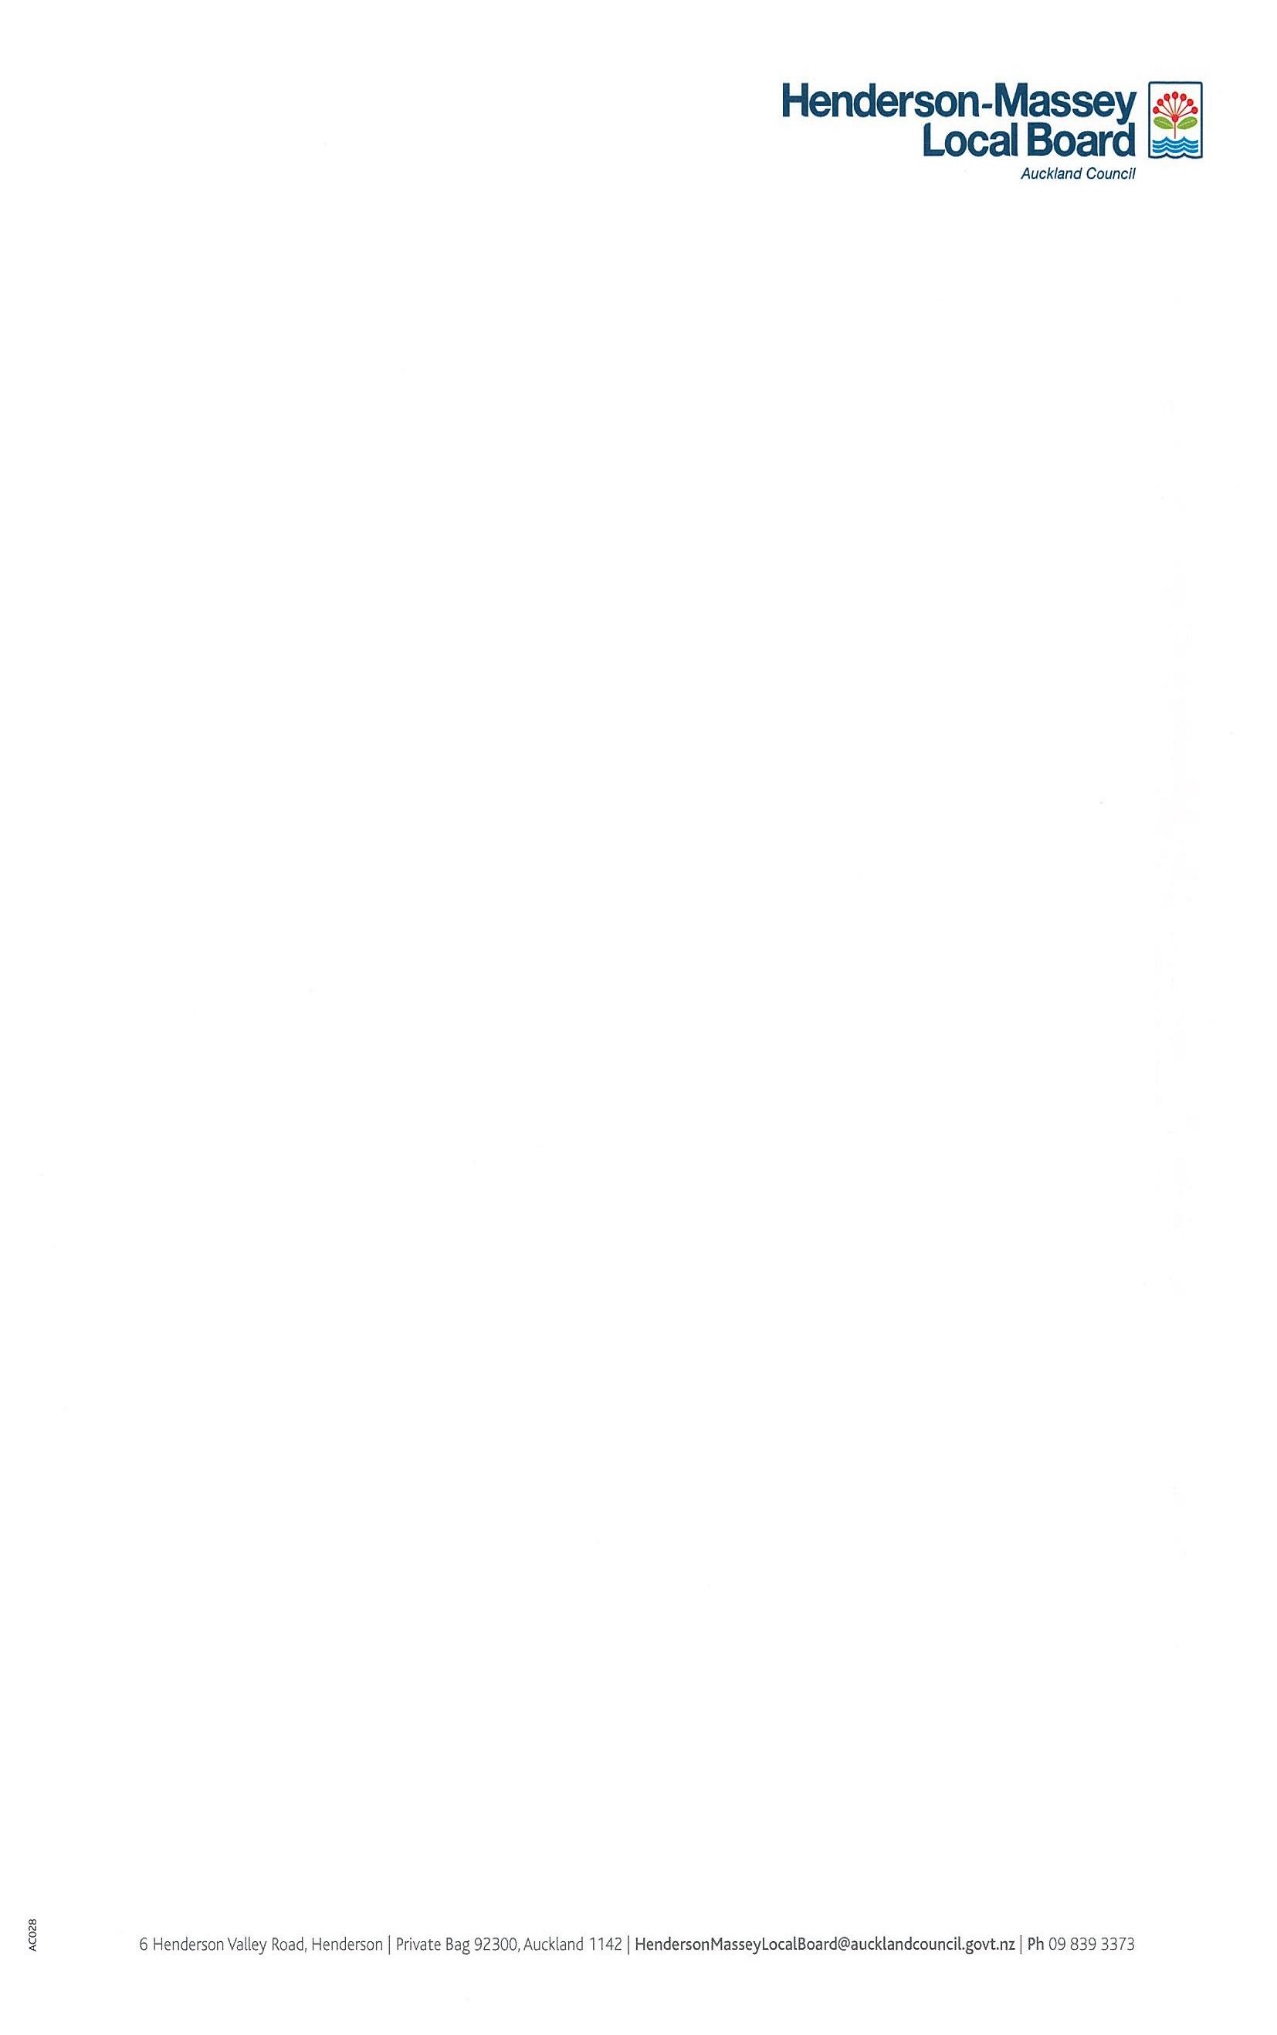 Henderson-Massey
Local Board
Auckland Council
AC028
6 Henderson Valley Road, Henderson | Private Bag 92300, Auckland 1142 | HendersonMasseyLocalBoard@aucklandcouncil.govt.nz | Ph 09 839 3373